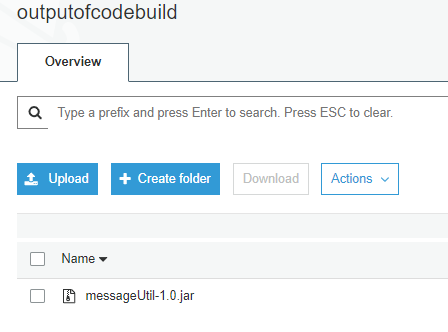 outputofcodebuild
Overview
Type a prefix and press Enter to search. Press ESC to clear.
Upload
Create folder
Download
Actions
Name
messageUtil-1.0.jar